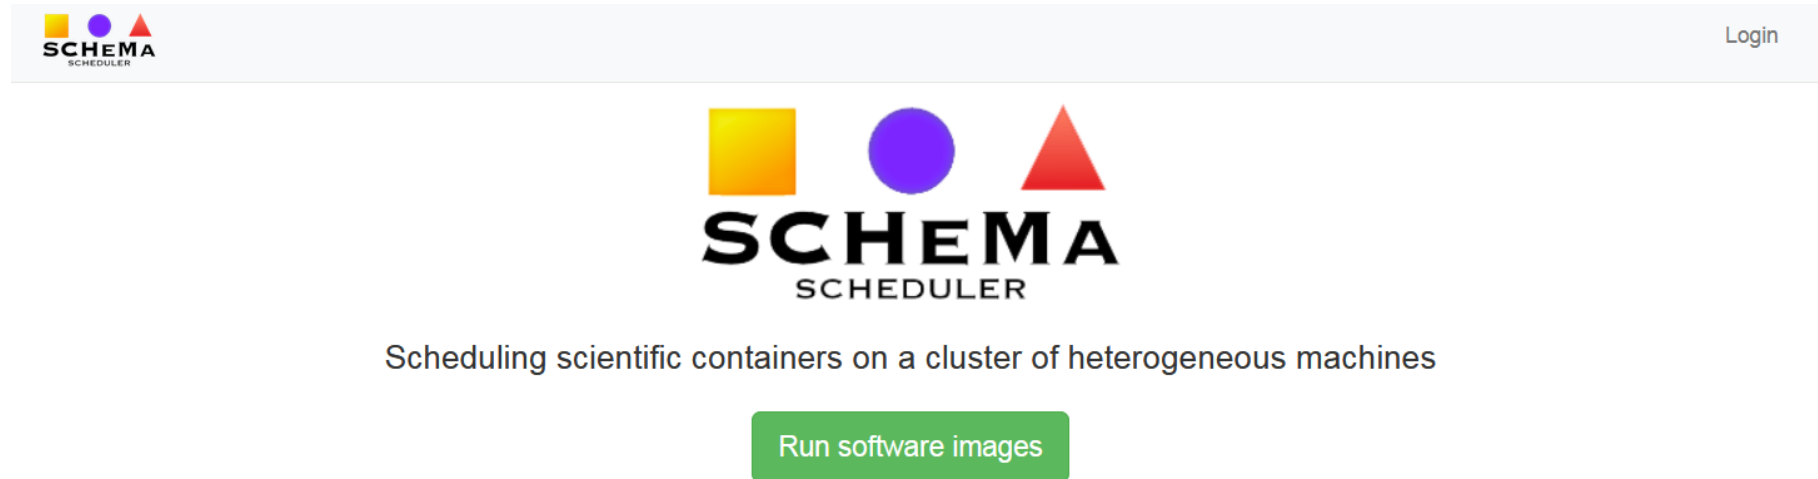 SCHEMA
SCHEDULER
Login
SCHEMA
SCHEDULER
Scheduling scientific containers on a cluster of heterogeneous machines
Run software images